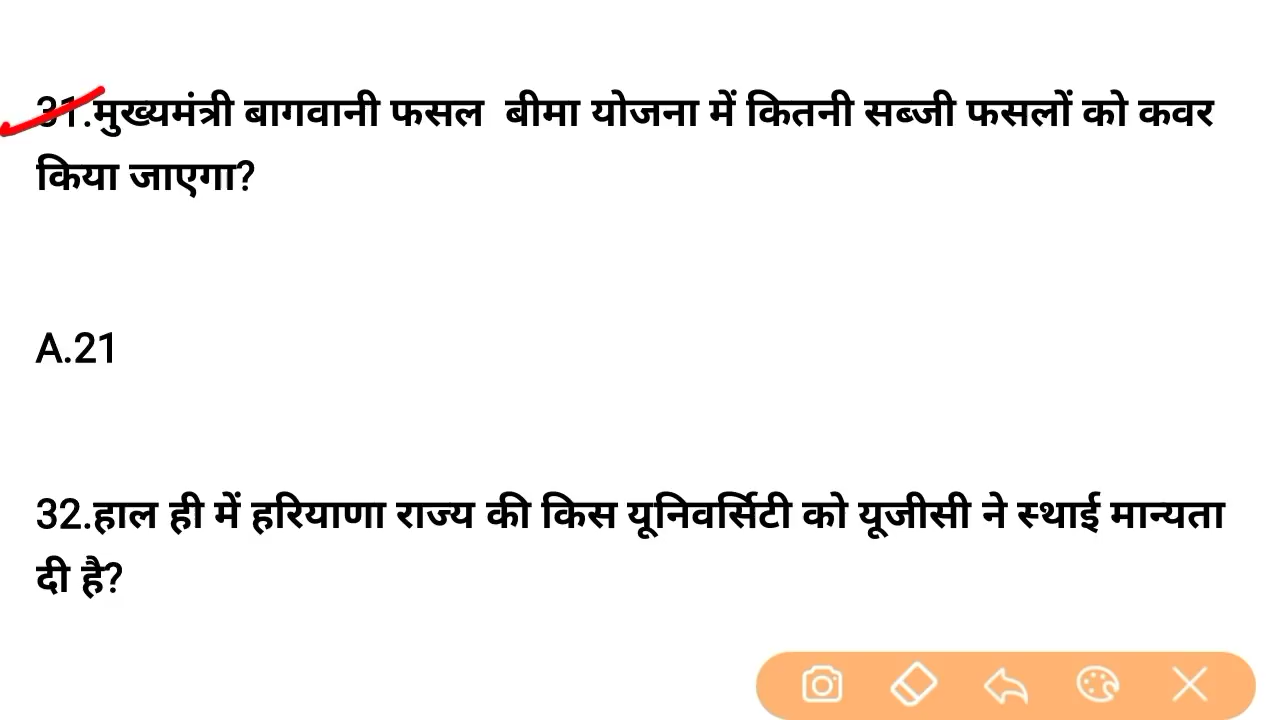 31.मुख्यमंत्री बागवानी फसल  बीमा योजना में कितनी सब्जी फसलों को कवर
किया जाएगा?
A.21
32.हाल ही में हरियाणा राज्य की किस यूनिवर्सिटी को यूजीसी ने स्थाई मान्यता
दी है?